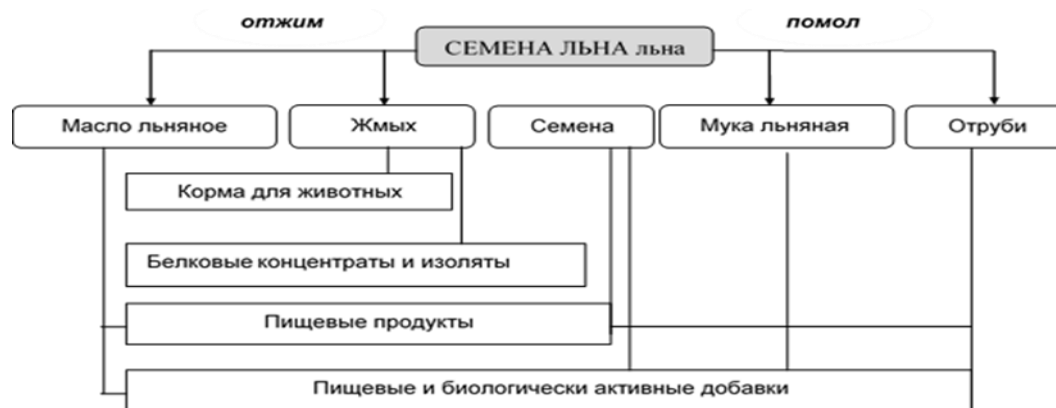 отжим
помол
СЕМЕНА ЛЬНА льна
Масло льняное
Жмых
Семена
Мука льняная
Отруби
Корма для животных
Белковые концентраты и изоляты
Пищевые продукты
Пищевые и биологически активные добавки